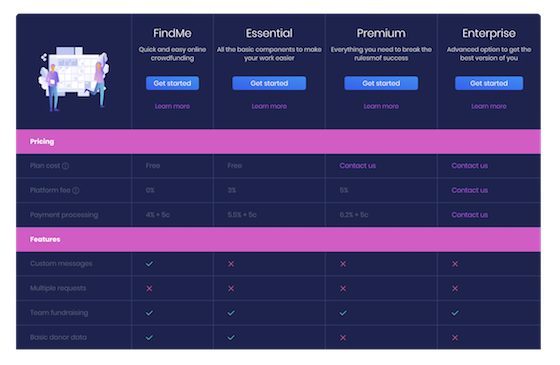 FindMe
Quick and easy online
crowdfunding
Get started
Learn more
Essential
All the basic components to make
your work easier
Get started
Learn more
Premium
Everything you need to break the
rulesmof success
Get started
Learn more
Enterprise
Advanced option to get the
best version of you
Get started
Learn more
Pricing
Plan cost Free Free Contact us Contact us
Platform fee 0% 3% 5% Contact us
Payment processing 4% + 5c 5.5% + 5c 6.2% + 5c Contact us
Features
Custom messages
Multiple requests
Team fundraising
Basic donor data